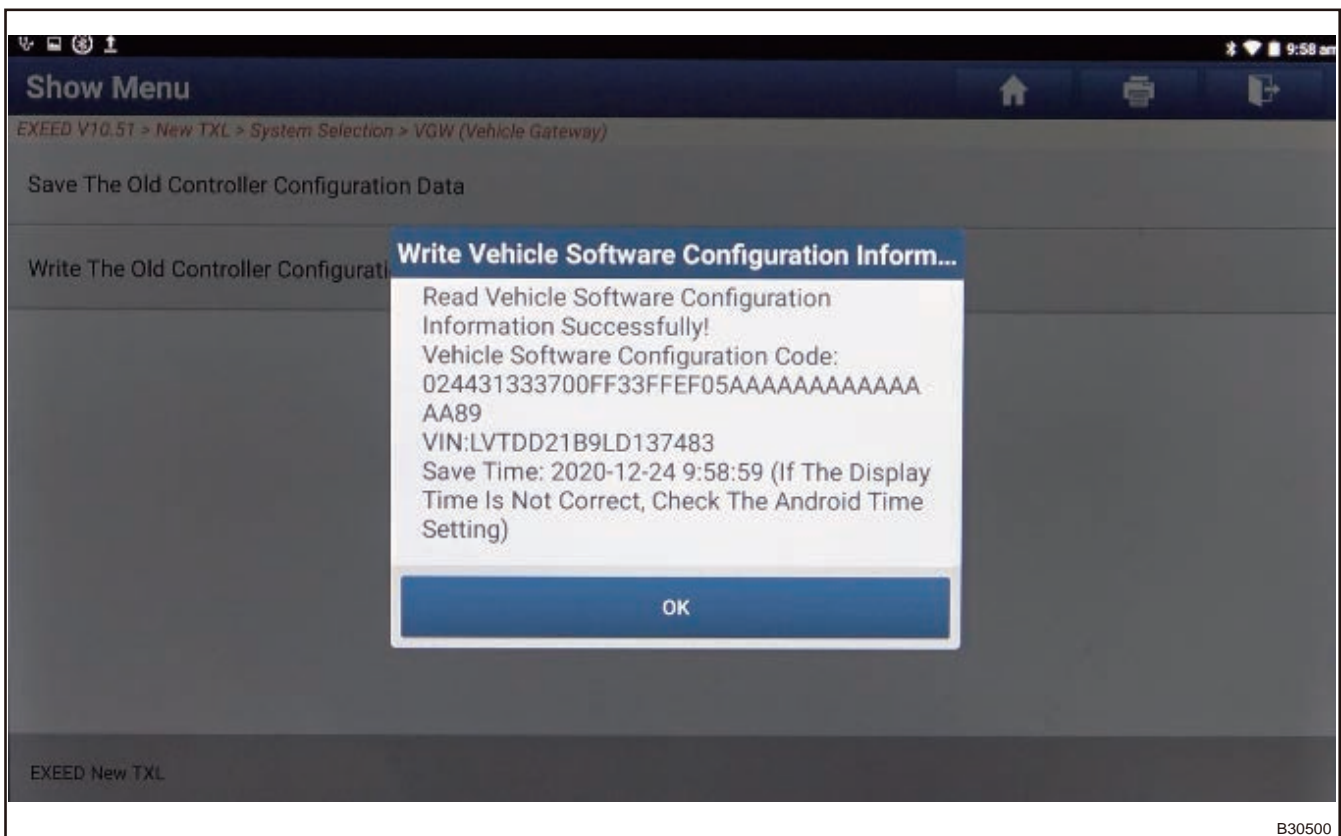 9:58 am
Show Menu
EXEED V10.51 > New TXL > System Selection > VGW (Vehicle Gateway)
Save The Old Controller Configuration Data
Write The Old Controller Configurati
Write Vehicle Software Configuration Inform...
Read Vehicle Software Configuration
Information Successfully!
Vehicle Software Configuration Code:
024431333700FF33FFEF05AAAAAAAAAAAA
AA89
VIN:LVTDD21B9LD137483
Save Time: 2020-12-24 9:58:59 (If The Display
Time Is Not Correct, Check The Android Time
Setting)
OK
EXEED New TXL
B30500